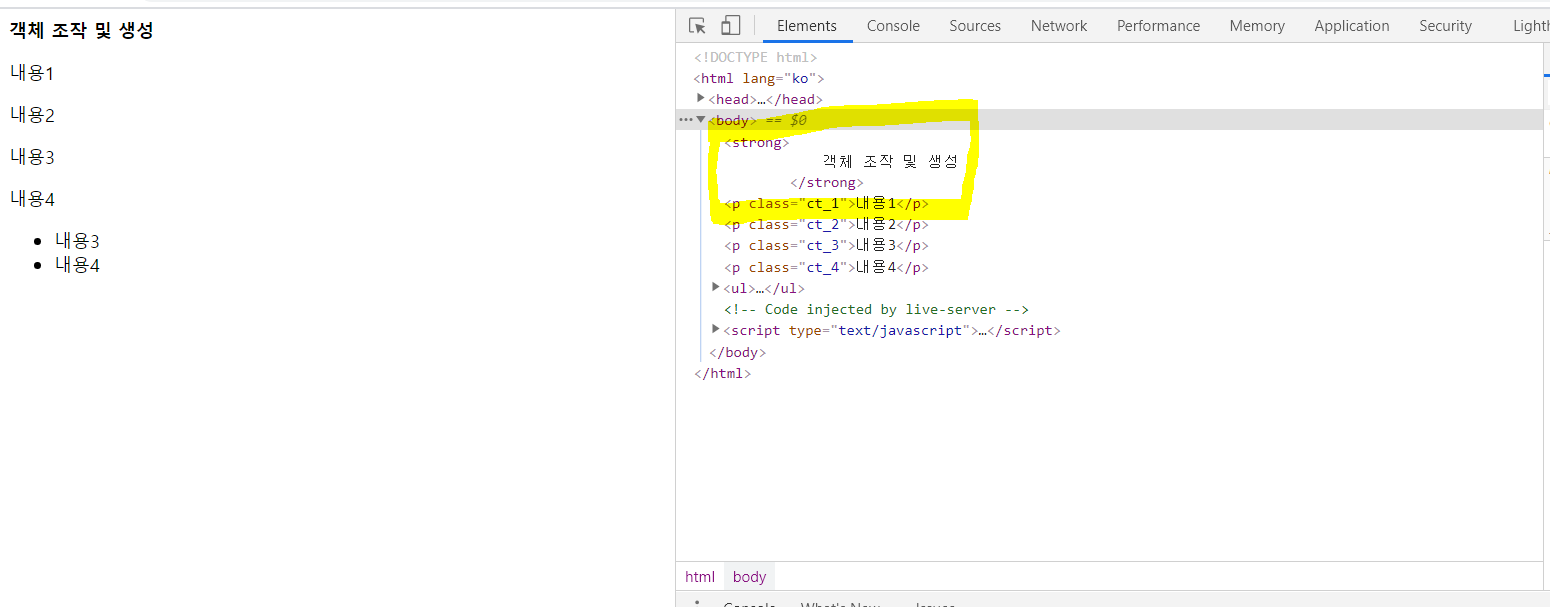 객체 조작 및 생성
내용1
내용2
내용3
내용4
내용3
내용4
Elements Console Sources Network Performance Memory Application Security Lighth
<!DOCTYPE html>
<html lang="ko">
<head>…</head>
<body> == $0
<strong>
객체 조작 및 생성
</strong>
<p class="ct_1">내용1</p>
<p class="ct_2">내용2</p>
<p class="ct_3">내용3</p>
<p class="ct_4">내용4</p>
<ul>…</ul>
<!-- Code injected by live-server -->
<script type="text/javascript">…</script>
</body>
</html>
html body
Console What's New Issues